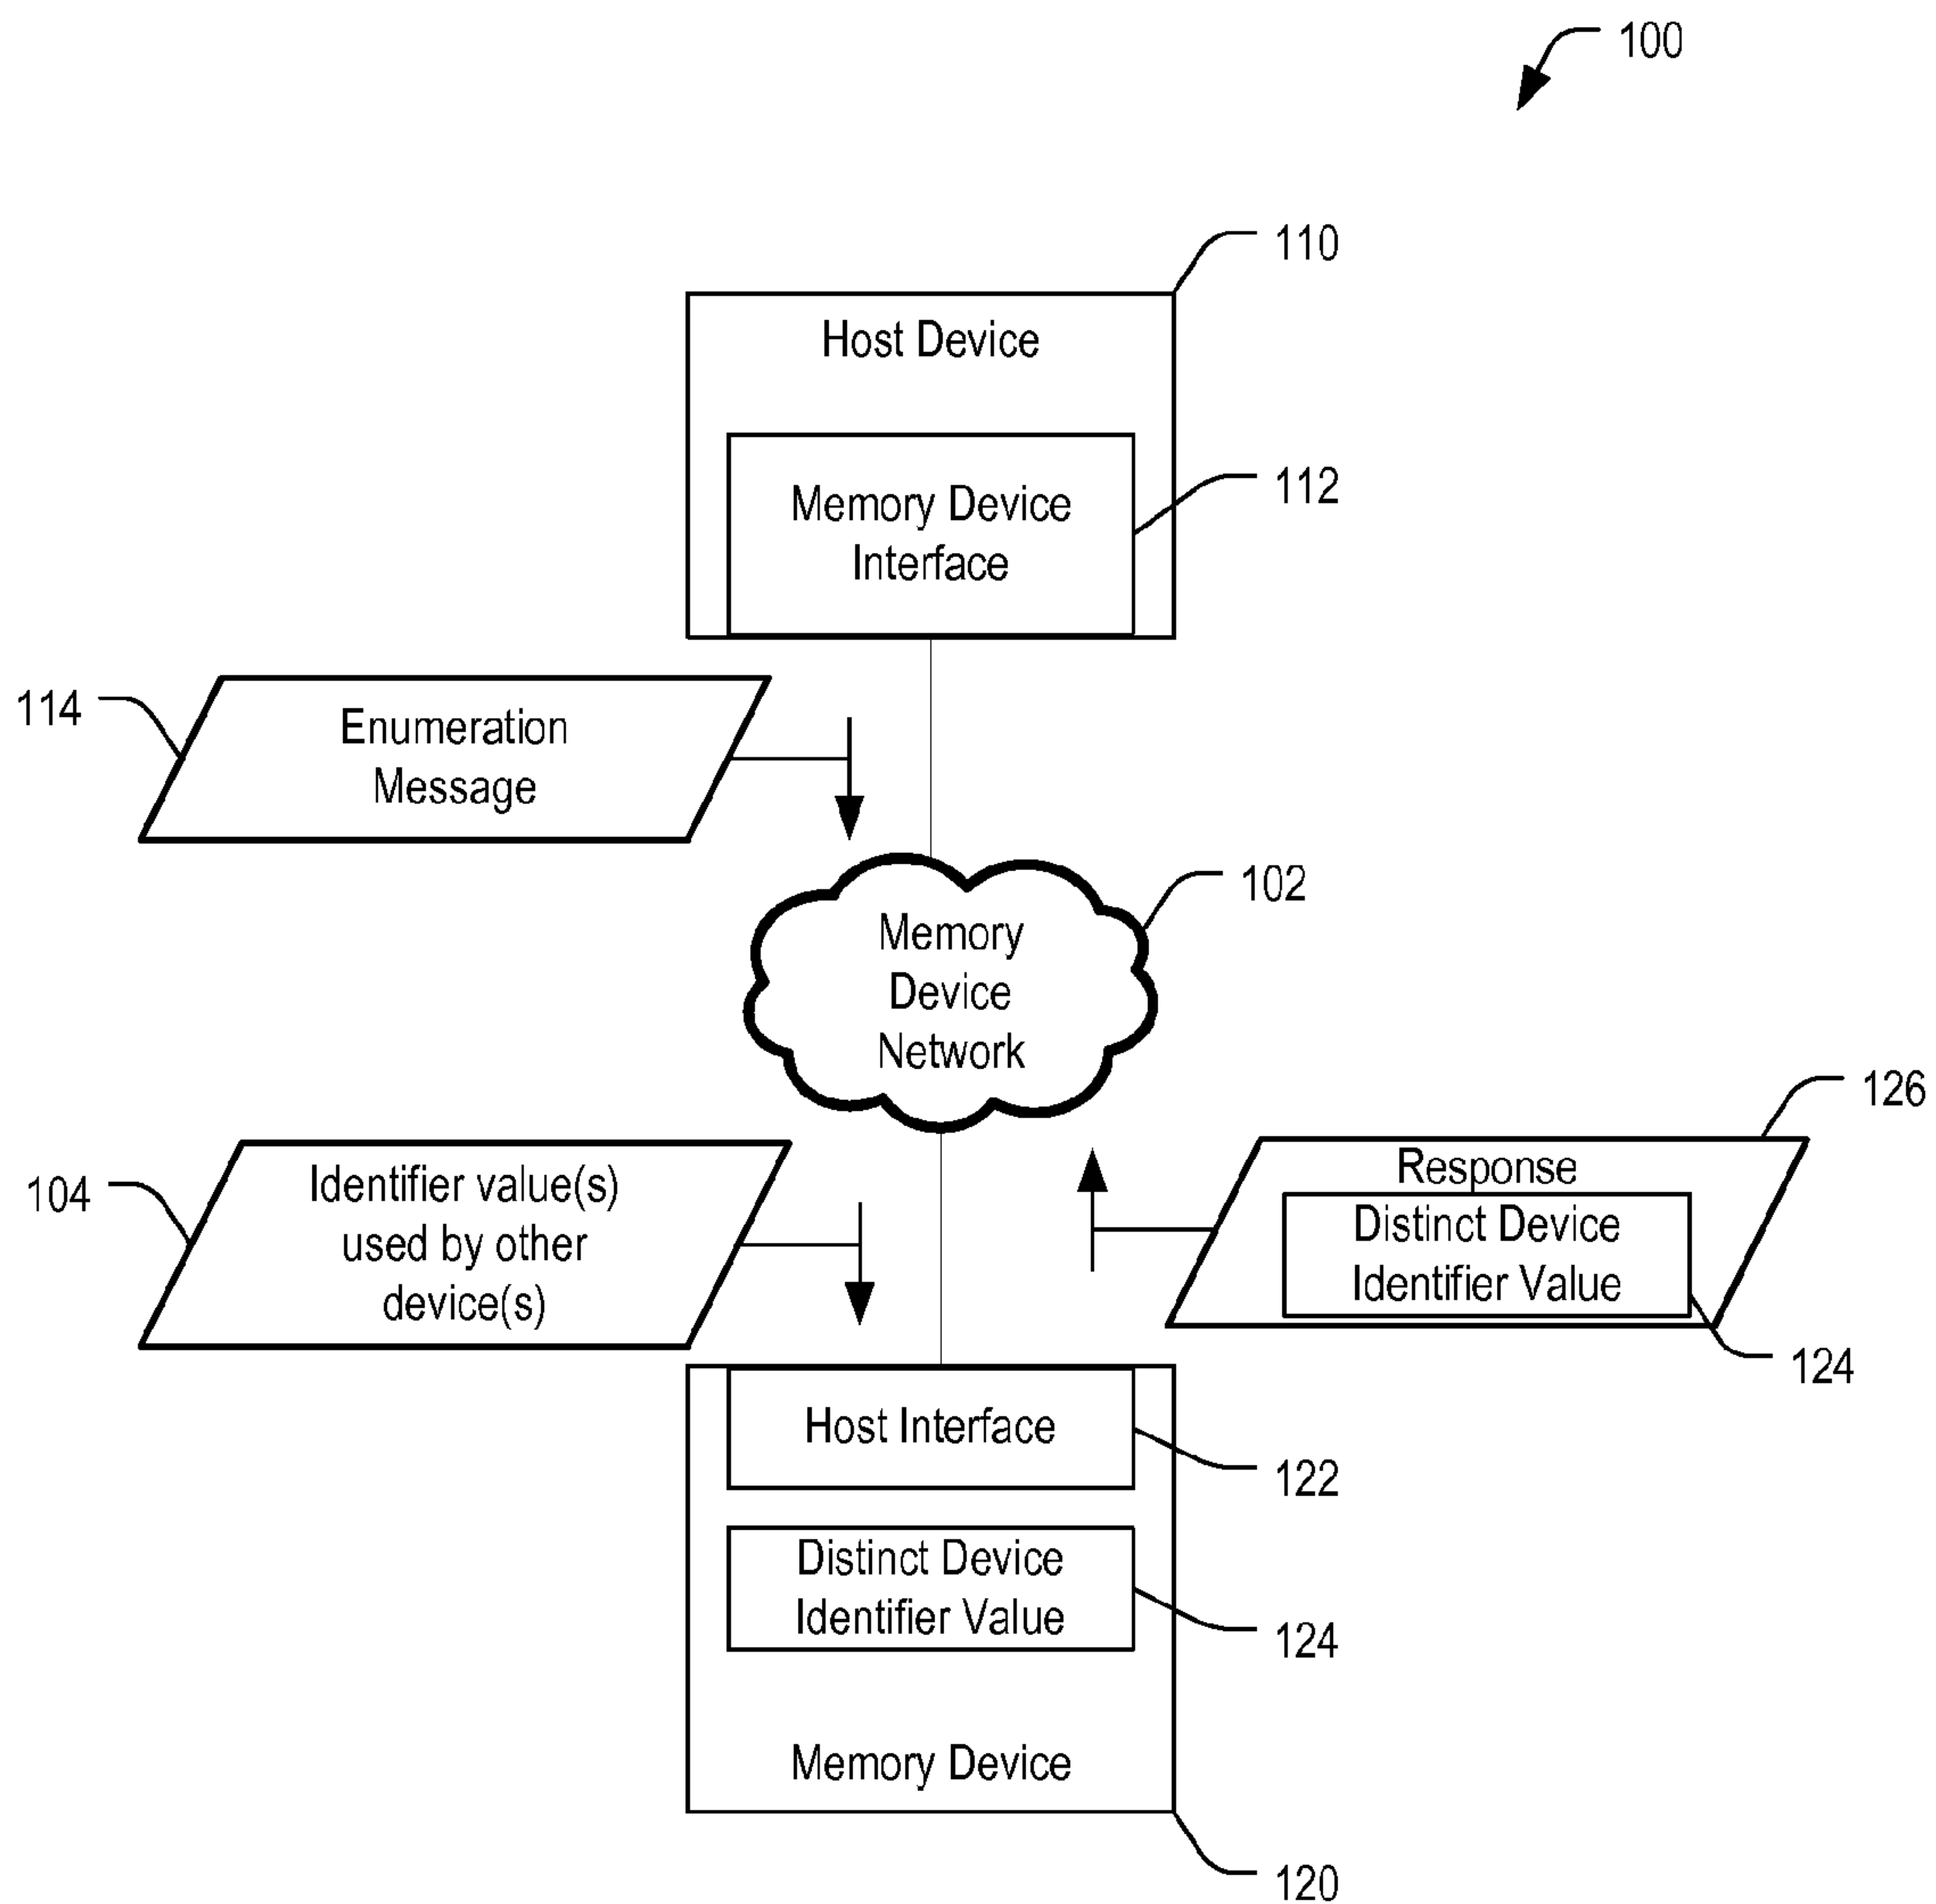 100
110
Host Device
112
Memory Device
Interface
114
Enumeration
Message
102
Memory
Device
Network
126
104
Identifier value(s)
used by other
device(s)
Response
Distinct Device
Identifier Value
124
Host Interface
122
Distinct Device
Identifier Value
124
Memory Device
120